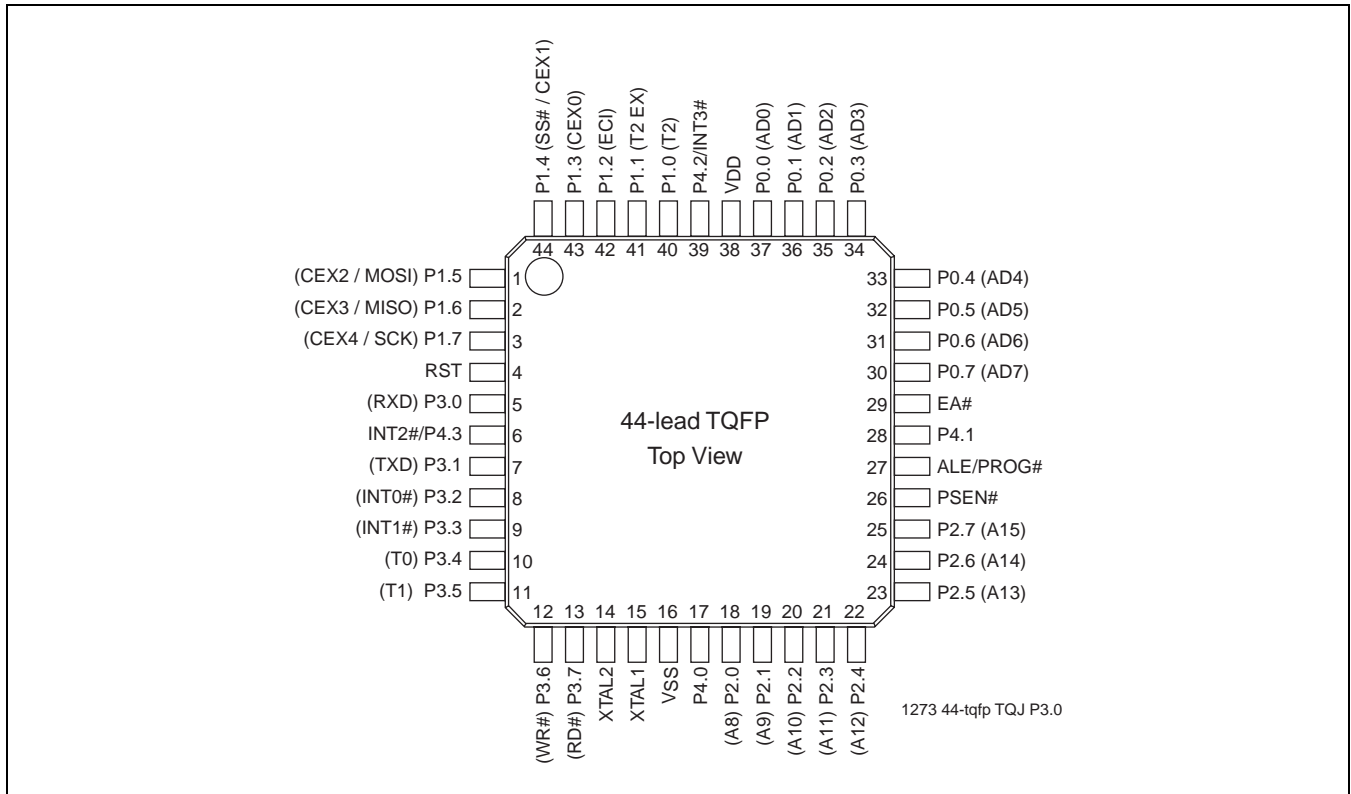 P1.4 (SS# / CEX1)
P1.3 (CEX0)
P1.2 (ECI)
P1.1 (T2 EX)
P1.0 (T2)
P4.2/INT3#
VDD
P0.0 (AD0)
P0.1 (AD1)
P0.2 (AD2)
P0.3 (AD3)
44 43 42 41 40 39 38 37 36 35 34
(CEX2 / MOSI) P1.5 1
(CEX3 / MISO) P1.6 2
(CEX4 / SCK) P1.7 3
RST 4
(RXD) P3.0 5
INT2#/P4.3 6
(TXD) P3.1 7
(INT0#) P3.2 8
(INT1#) P3.3 9
(T0) P3.4 10
(T1) P3.5 11
44-lead TQFP
Top View
33 P0.4 (AD4)
32 P0.5 (AD5)
31 P0.6 (AD6)
30 P0.7 (AD7)
29 EA#
28 P4.1
27 ALE/PROG#
26 PSEN#
25 P2.7 (A15)
24 P2.6 (A14)
23 P2.5 (A13)
12 13 14 15 16 17 18 19 20 21 22
(WR#) P3.6
(RD#) P3.7
XTAL2
XTAL1
VSS
P4.0
(A8) P2.0
(A9) P2.1
(A10) P2.2
(A11) P2.3
(A12) P2.4
1273 44-tqfp TQJ P3.0